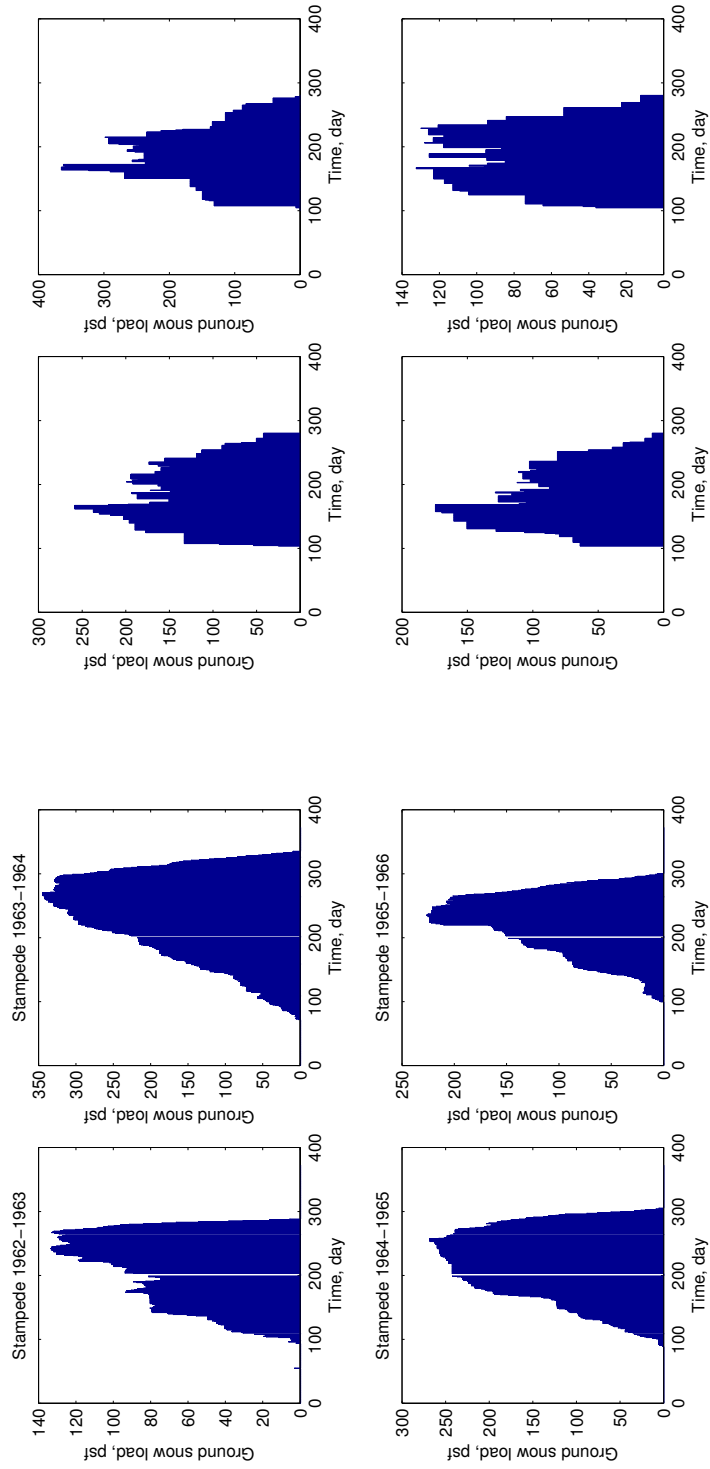 Stampede 1962−1963
140
120
100
80
60
40
20
0
Ground snow load, psf
0 100 200 300 400
Time, day
Stampede 1963−1964
350
300
250
200
150
100
50
0
Ground snow load, psf
0 100 200 300 400
Time, day
300
250
200
150
100
50
0
Ground snow load, psf
0 100 200 300 400
Time, day
400
300
200
100
0
Ground snow load, psf
0 100 200 300 400
Time, day
Stampede 1964−1965
300
250
200
150
100
50
0
Ground snow load, psf
0 100 200 300 400
Time, day
Stampede 1965−1966
250
200
150
100
50
0
Ground snow load, psf
0 100 200 300 400
Time, day
200
150
100
50
0
Ground snow load, psf
0 100 200 300 400
Time, day
140
120
100
80
60
40
20
0
Ground snow load, psf
0 100 200 300 400
Time, day